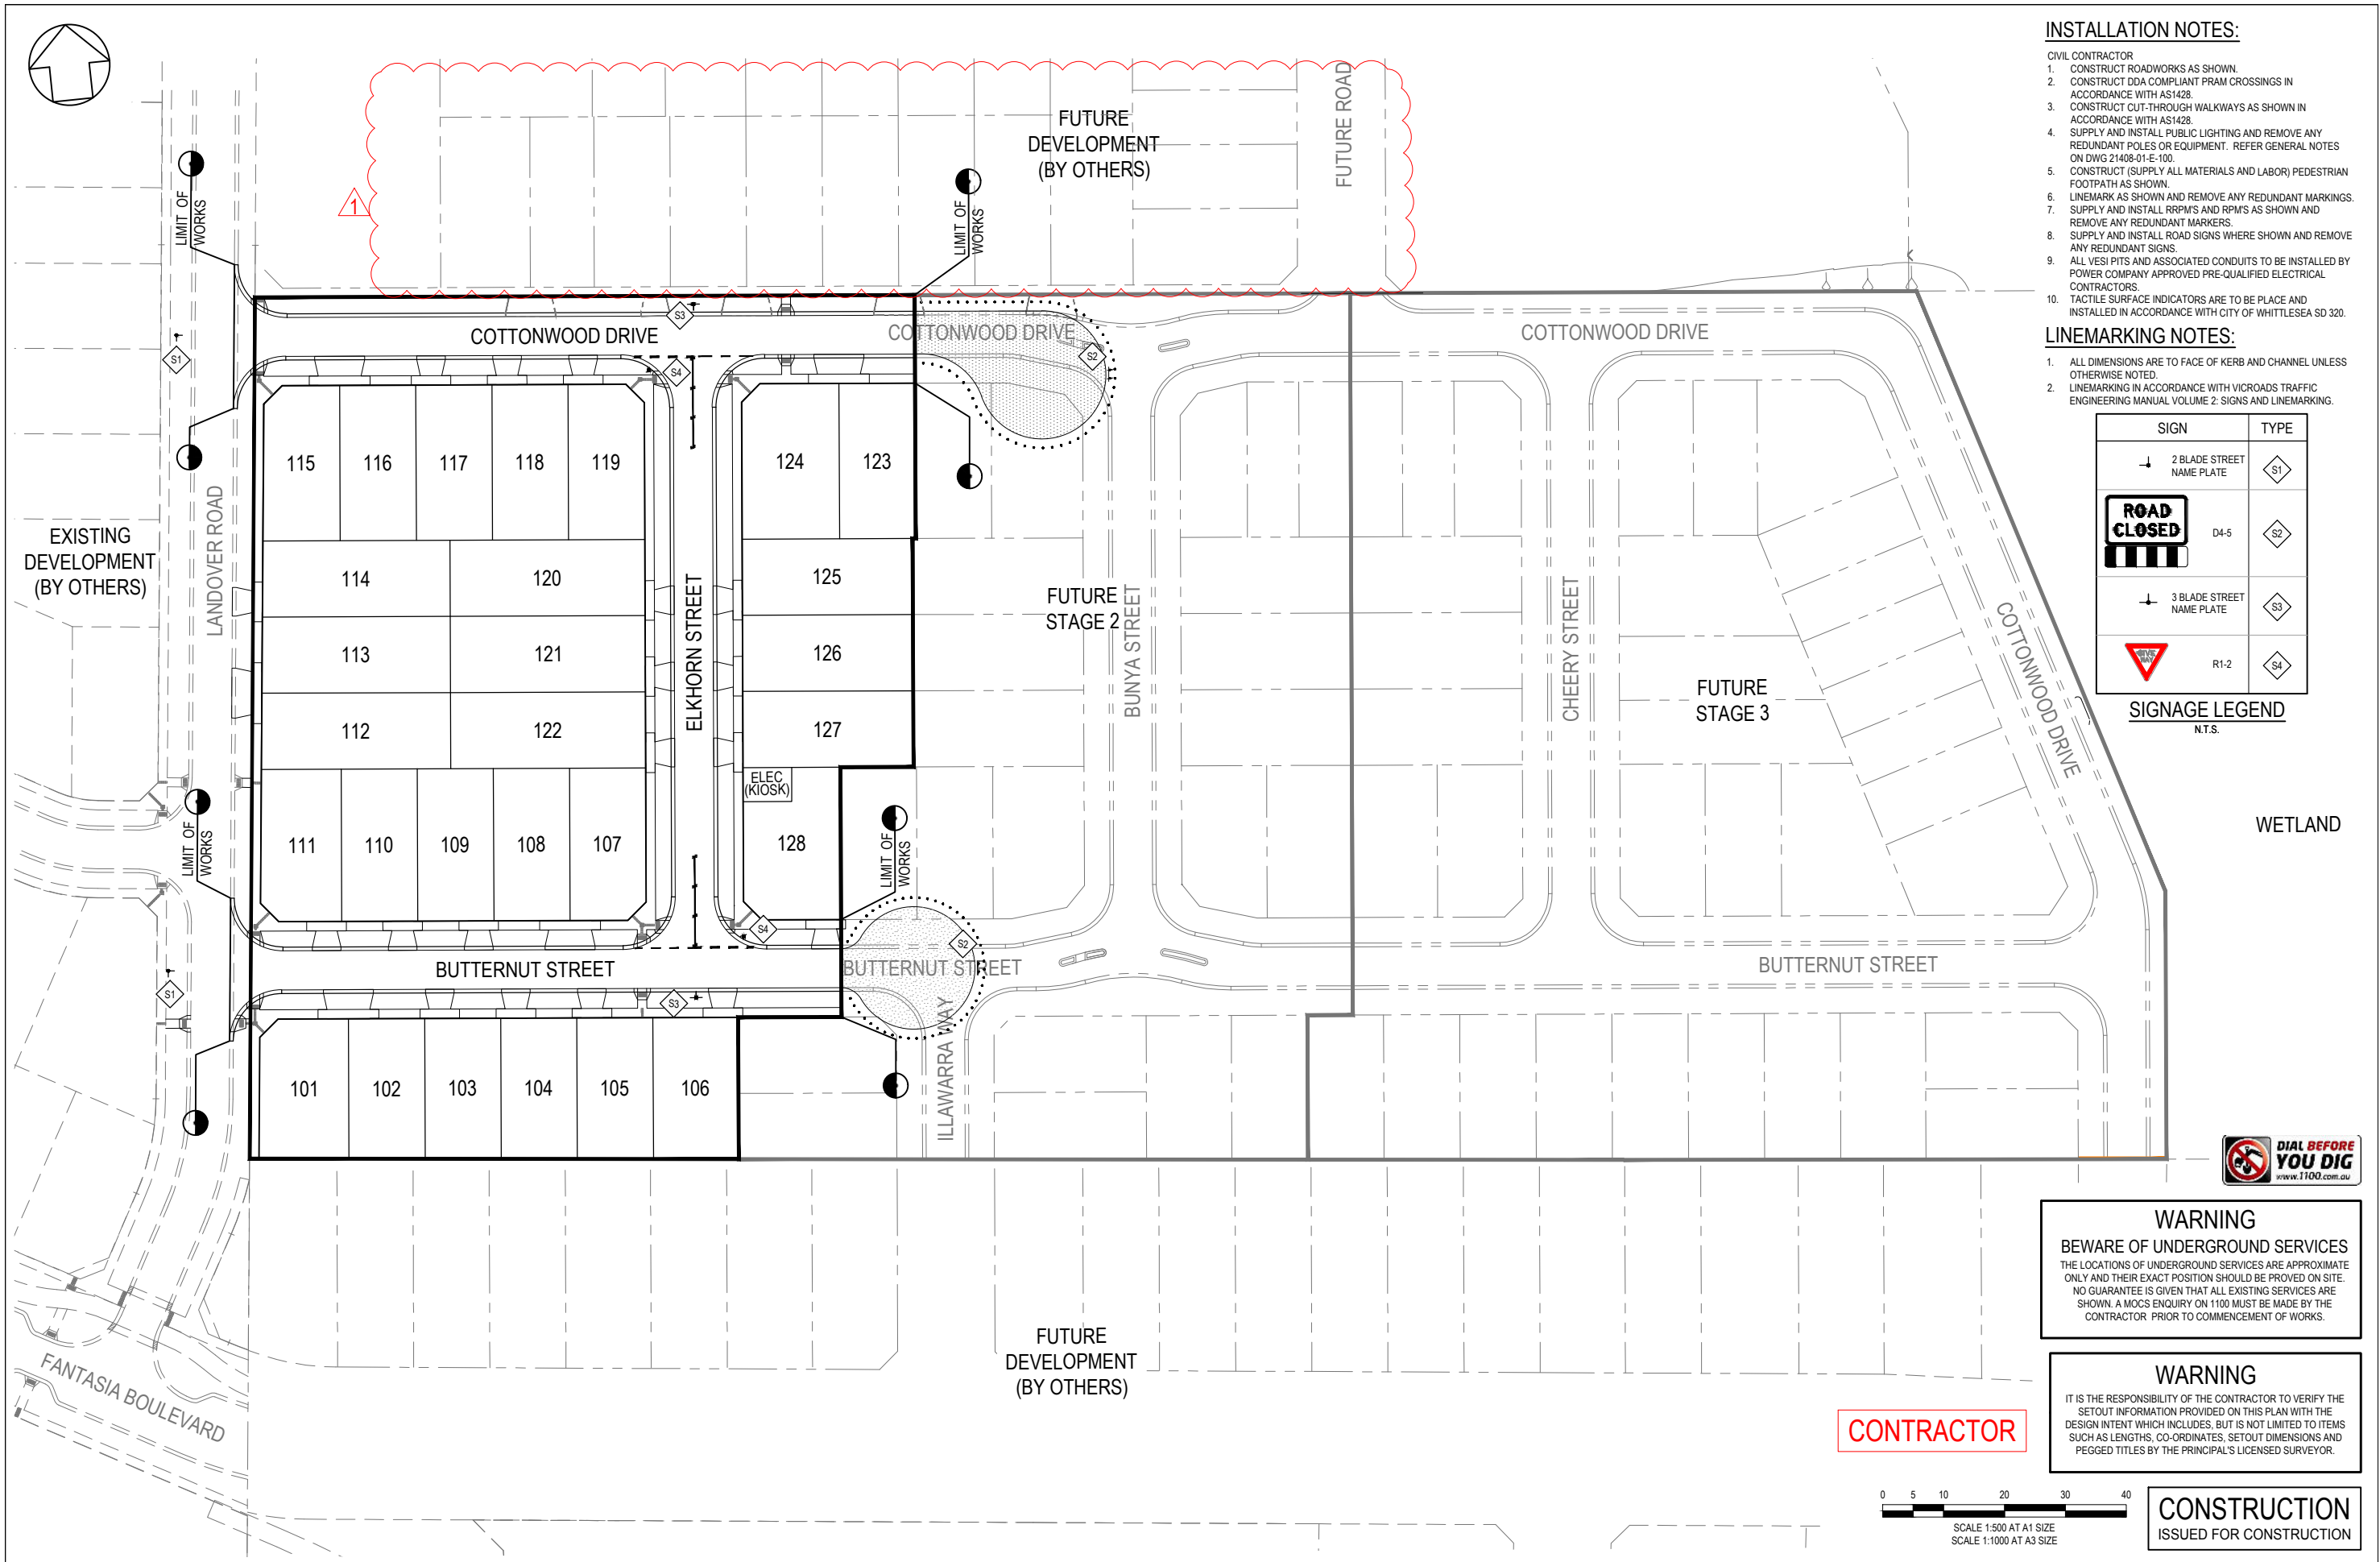 INSTALLATION NOTES:
CIVIL CONTRACTOR
1. CONSTRUCT ROADWORKS AS SHOWN.
2. CONSTRUCT DDA COMPLIANT PRAM CROSSINGS IN
ACCORDANCE WITH AS1428.
3. CONSTRUCT CUT-THROUGH WALKWAYS AS SHOWN IN
ACCORDANCE WITH AS1428.
4. SUPPLY AND INSTALL PUBLIC LIGHTING AND REMOVE ANY
REDUNDANT POLES OR EQUIPMENT. REFER GENERAL NOTES
ON DWG 21408-01-E-100.
5. CONSTRUCT (SUPPLY ALL MATERIALS AND LABOR) PEDESTRIAN
FOOTPATH AS SHOWN.
6. LINEMARK AS SHOWN AND REMOVE ANY REDUNDANT MARKINGS.
7. SUPPLY AND INSTALL RRPM'S AND RPM'S AS SHOWN AND
REMOVE ANY REDUNDANT MARKERS.
8. SUPPLY AND INSTALL ROAD SIGNS WHERE SHOWN AND REMOVE
ANY REDUNDANT SIGNS.
9. ALL VESI PITS AND ASSOCIATED CONDUITS TO BE INSTALLED BY
POWER COMPANY APPROVED PRE-QUALIFIED ELECTRICAL
CONTRACTORS.
10. TACTILE SURFACE INDICATORS ARE TO BE PLACE AND
INSTALLED IN ACCORDANCE WITH CITY OF WHITTLESEA SD 320.
LINEMARKING NOTES:
1. ALL DIMENSIONS ARE TO FACE OF KERB AND CHANNEL UNLESS
OTHERWISE NOTED.
2. LINEMARKING IN ACCORDANCE WITH VICROADS TRAFFIC
ENGINEERING MANUAL VOLUME 2: SIGNS AND LINEMARKING.
SIGN TYPE
2 BLADE STREET
NAME PLATE
S1
ROAD
CLOSED
D4-5
S2
3 BLADE STREET
NAME PLATE
S3
GIVE
WAY
R1-2
S4
SIGNAGE LEGEND
N.T.S.
FUTURE
DEVELOPMENT
(BY OTHERS)
FUTURE ROAD
1
LIMIT OF
WORKS
LIMIT OF
WORKS
S3
COTTONWOOD DRIVE
COTTONWOOD DRIVE
COTTONWOOD DRIVE
S1
S4
S2
115 116 117 118 119 124 123
LANDOVER ROAD
EXISTING
DEVELOPMENT
(BY OTHERS)
114 120 125
ELKHORN STREET
FUTURE
STAGE 2
BUNYA STREET
CHEERY STREET
COTTONWOOD DRIVE
113 121 126
FUTURE
STAGE 3
112 122 127
ELEC
(KIOSK)
LIMIT OF
WORKS
111 110 109 108 107 128
LIMIT OF
WORKS
WETLAND
S4
S2
BUTTERNUT STREET
BUTTERNUT STREET
BUTTERNUT STREET
S1
S3
ILLAWARRA WAY
101 102 103 104 105 106
DIAL BEFORE
YOU DIG
www.1100.com.au
WARNING
BEWARE OF UNDERGROUND SERVICES
THE LOCATIONS OF UNDERGROUND SERVICES ARE APPROXIMATE
ONLY AND THEIR EXACT POSITION SHOULD BE PROVED ON SITE.
NO GUARANTEE IS GIVEN THAT ALL EXISTING SERVICES ARE
SHOWN. A MOCS ENQUIRY ON 1100 MUST BE MADE BY THE
CONTRACTOR PRIOR TO COMMENCEMENT OF WORKS.
FUTURE
DEVELOPMENT
(BY OTHERS)
FANTASIA BOULEVARD
WARNING
IT IS THE RESPONSIBILITY OF THE CONTRACTOR TO VERIFY THE
SETOUT INFORMATION PROVIDED ON THIS PLAN WITH THE
DESIGN INTENT WHICH INCLUDES, BUT IS NOT LIMITED TO ITEMS
SUCH AS LENGTHS, CO-ORDINATES, SETOUT DIMENSIONS AND
PEGGED TITLES BY THE PRINCIPAL'S LICENSED SURVEYOR.
CONTRACTOR
0 5 10 20 30 40
SCALE 1:500 AT A1 SIZE
SCALE 1:1000 AT A3 SIZE
CONSTRUCTION
ISSUED FOR CONSTRUCTION